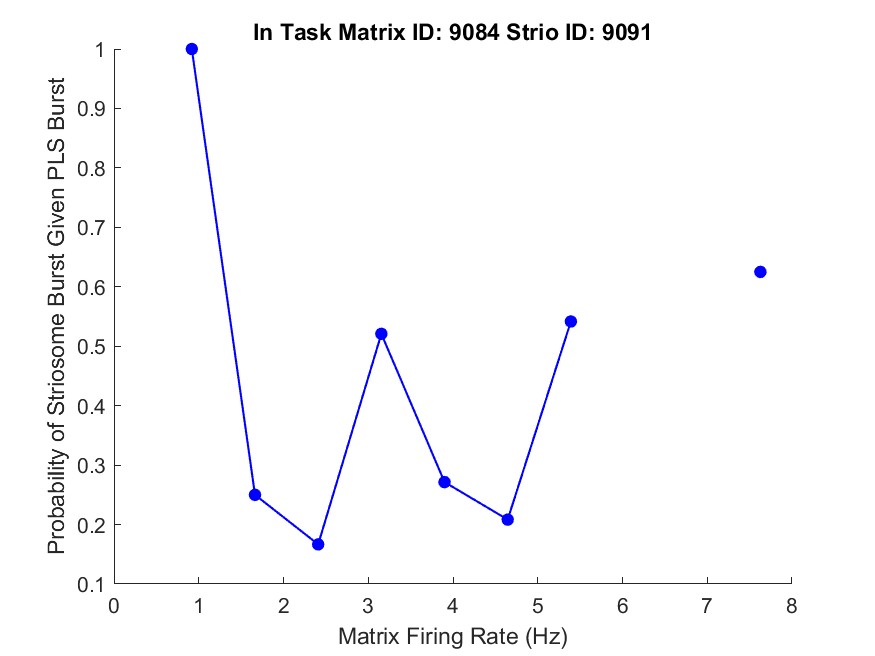 In Task Matrix ID: 9084 Strio ID: 9091
Probability of Striosome Burst Given PLS Burst
1
0.9
0.8
0.7
0.6
0.5
0.4
0.3
0.2
0.1
0 1 2 3 4 5 6 7 8
Matrix Firing Rate (Hz)